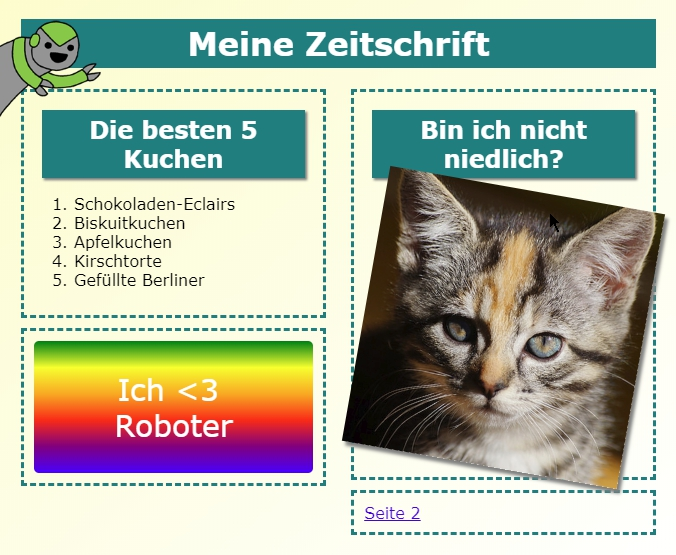 Meine Zeitschrift
Die besten 5
Kuchen
1. Schokoladen-Eclairs
2. Biskuitkuchen
3. Apfelkuchen
4. Kirschtorte
5. Gefüllte Berliner
Ich <3
Roboter
Bin ich nicht
niedlich?
Seite 2